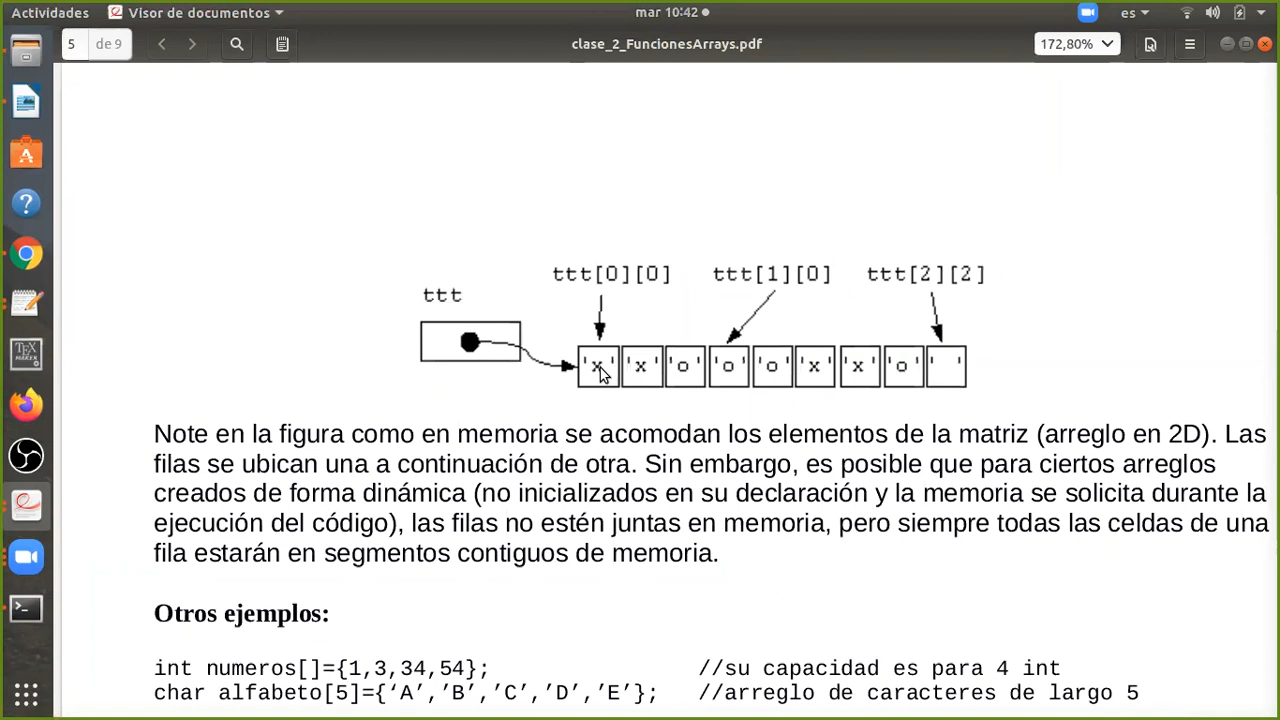 Actividades Visor de documentos mar 10:42 es
5 de 9 clase_2_FuncionesArrays.pdf 172,80%
ttt[0][0] ttt[1][0] ttt[2][2]
ttt
'x' 'x' 'o' 'o' 'o' 'x' 'x' 'o' ' '
Note en la figura como en memoria se acomodan los elementos de la matriz (arreglo en 2D). Las
filas se ubican una a continuación de otra. Sin embargo, es posible que para ciertos arreglos
creados de forma dinámica (no inicializados en su declaración y la memoria se solicita durante la
ejecución del código), las filas no estén juntas en memoria, pero siempre todas las celdas de una
fila estarán en segmentos contiguos de memoria.
Otros ejemplos:
int numeros[]={1,3,34,54}; //su capacidad es para 4 int
char alfabeto[5]={‘A’,’B’,’C’,’D’,’E’}; //arreglo de caracteres de largo 5